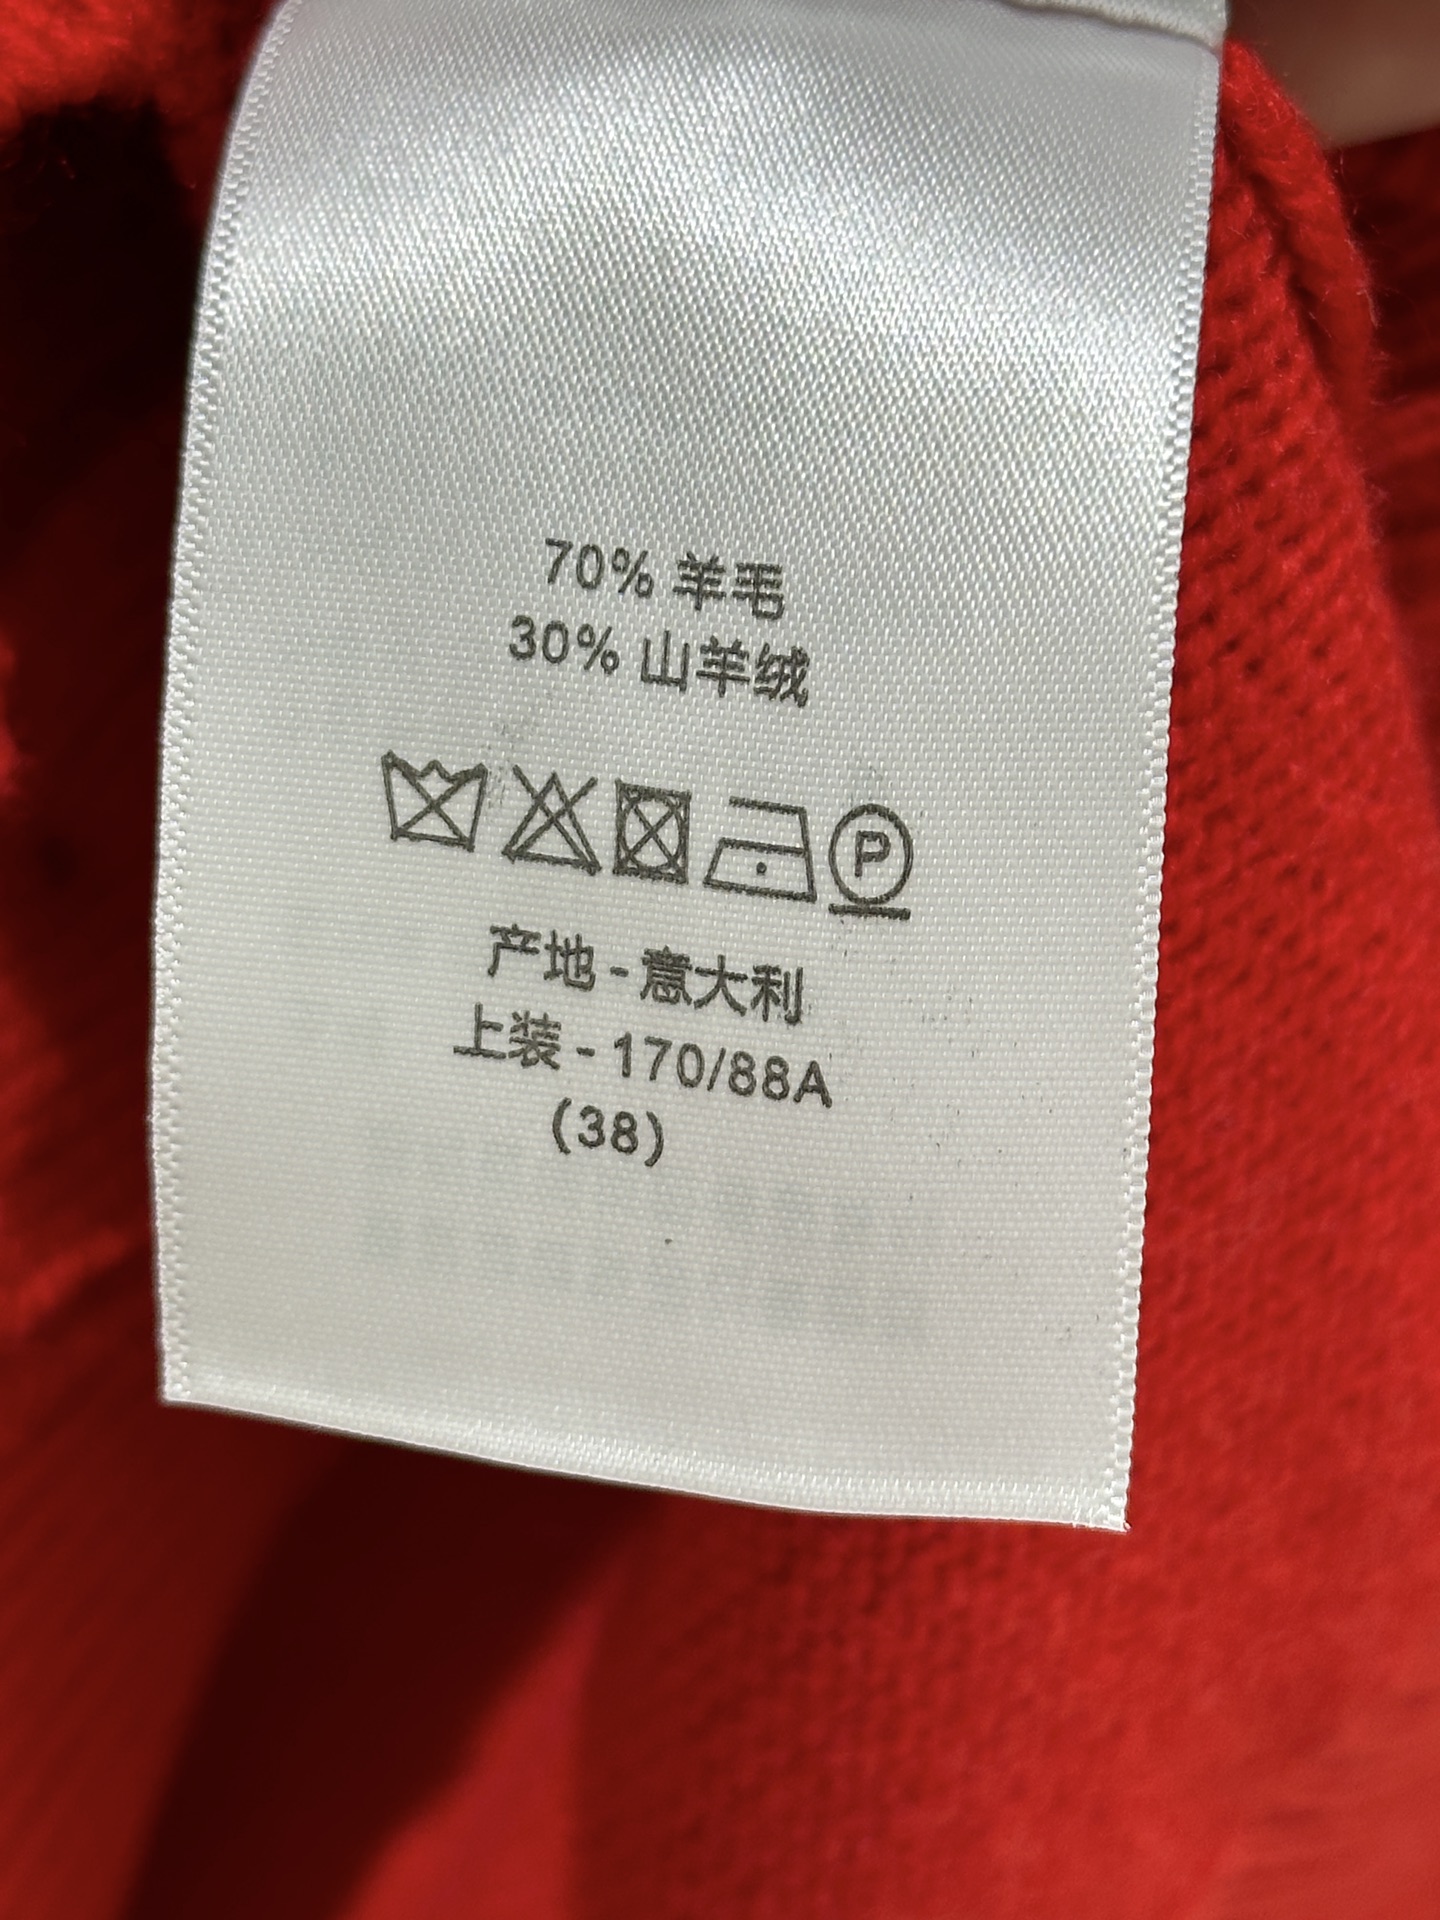 70% 羊毛
30% 山羊绒
P
产地 - 意大利
上装 - 170/88A
(38)